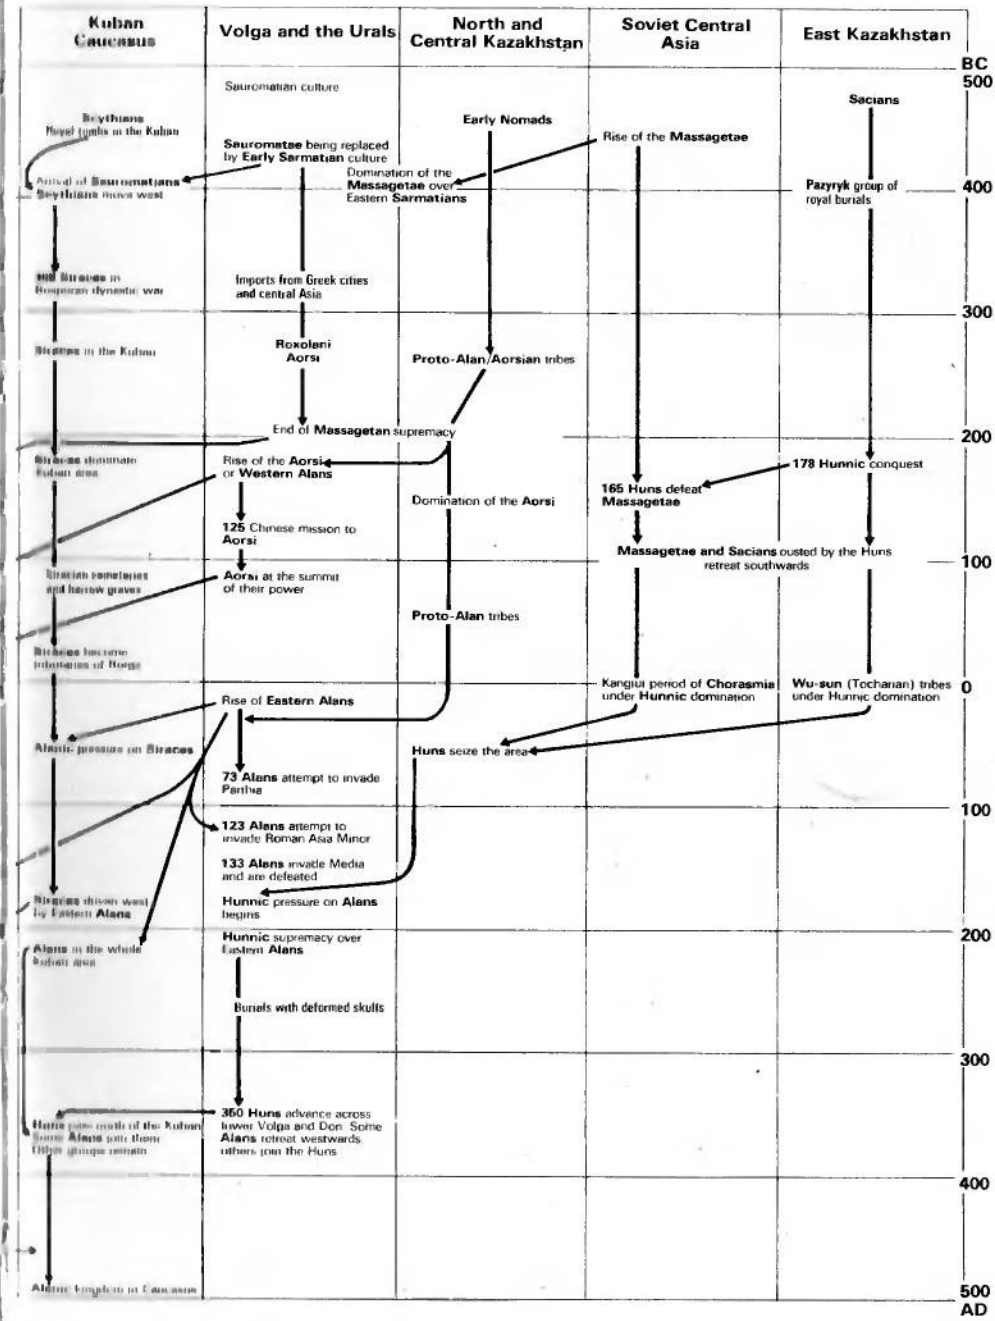 Kuban
Caucasus
Volga and the Urals
North and
Central Kazakhstan
Soviet Central
Asia
East Kazakhstan
BC
500
400
300
200
100
0
100
200
300
400
500
AD
Scythians
Royal tombs in the Kuban
Arrival of Sauromatians
Scythians move west
Siraces in
Bosporan dynastic war
Siraces in the Kuban
Siraces dominate
Kuban area
Siracian cemeteries
and barrow graves
Siraces become
of
Alanic pressure on Siraces
Siraces driven west
by Eastern Alans
Alans in the whole
Kuban area
Huns pass north of the Kuban
Some Alans join them
Other groups remain
Alanic kingdom in Caucasus
Sauromatian culture
Sauromatae being replaced
by Early Sarmatian culture
Imports from Greek cities
and central Asia
Roxolani
Aorsi
End of Massagetan supremacy
Rise of the Aorsi
or Western Alans
125 Chinese mission to
Aorsi
Aorsi at the summit
of their power
Rise of Eastern Alans
73 Alans attempt to invade
Parthia
123 Alans attempt to
invade Roman Asia Minor
133 Alans invade Media
and are defeated
Hunnic pressure on Alans
begins
Hunnic supremacy over
Eastern Alans
Burials with deformed skulls
350 Huns advance across
lower Volga and Don. Some
Alans retreat westwards
others join the Huns
Early Nomads
Domination of the
Massagetae over
Eastern Sarmatians
Proto-Alan/Aorsian tribes
Domination of the Aorsi
Proto-Alan tribes
Huns seize the area
Rise of the Massagetae
165 Huns defeat
Massagetae
Massagetae and Sacians ousted by the Huns
retreat southwards
Kangiui period of Chorasmia
under Hunnic domination
Sacians
Pazyryk group of
royal burials
178 Hunnic conquest
Wu-sun (Tocharian) tribes
under Hunnic domination